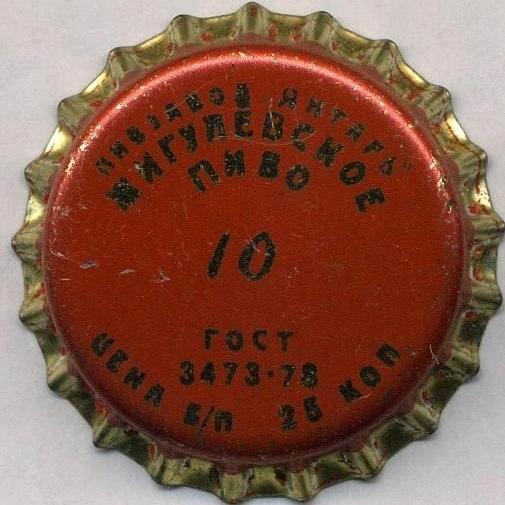 ПИВЗАВОД ЯНТАРЬ
ЖИГУЛЕВСКОЕ
ПИВО
10
ГОСТ
3473-78
ЦЕНА Б/П 25 КОП